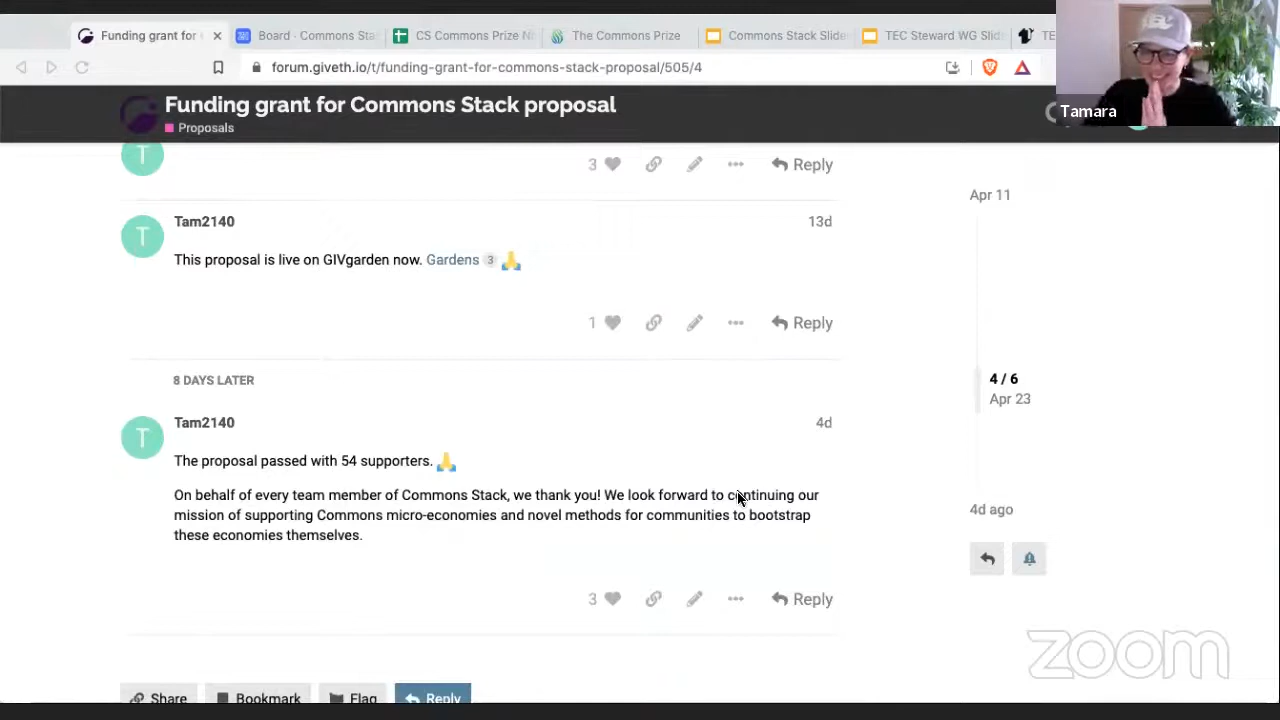 Funding grant for
Board · Commons Sta
CS Commons Prize N
The Commons Prize
Commons Stack Slide
TEC Steward WG Slid
TE
forum.giveth.io/t/funding-grant-for-commons-stack-proposal/505/4
Tamara
Funding grant for Commons Stack proposal
Proposals
T
3
Reply
Apr 11
T
Tam2140
13d
This proposal is live on GIVgarden now. Gardens 3
1
Reply
4 / 6
Apr 23
8 DAYS LATER
T
Tam2140
4d
The proposal passed with 54 supporters.
On behalf of every team member of Commons Stack, we thank you! We look forward to continuing our
mission of supporting Commons micro-economies and novel methods for communities to bootstrap
these economies themselves.
4d ago
3
Reply
zoom
Share
Bookmark
Flag
Reply